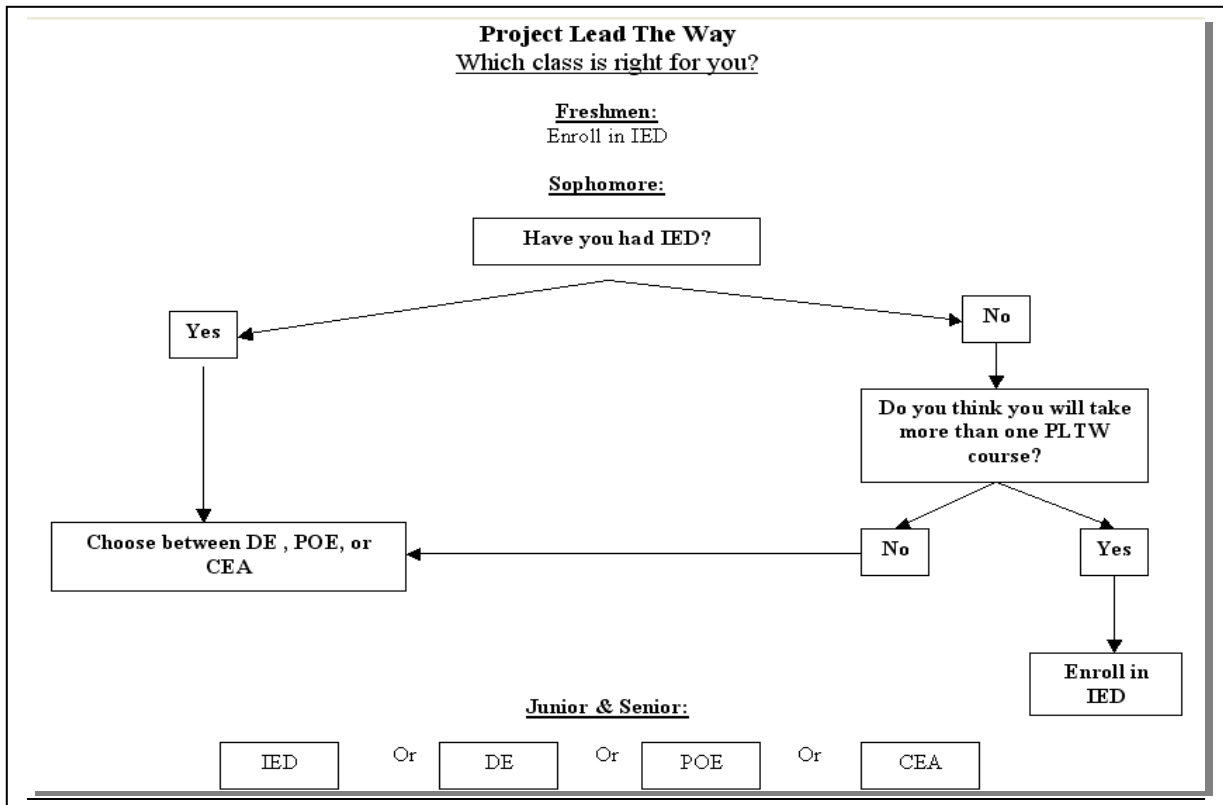 Project Lead The Way
Which class is right for you?
Freshmen:
Enroll in IED
Sophomore:
Have you had IED?
Yes
No
Do you think you will take
more than one PLTW
course?
Choose between DE , POE, or
CEA
No
Yes
Enroll in
IED
Junior & Senior:
IED Or DE Or POE Or CEA